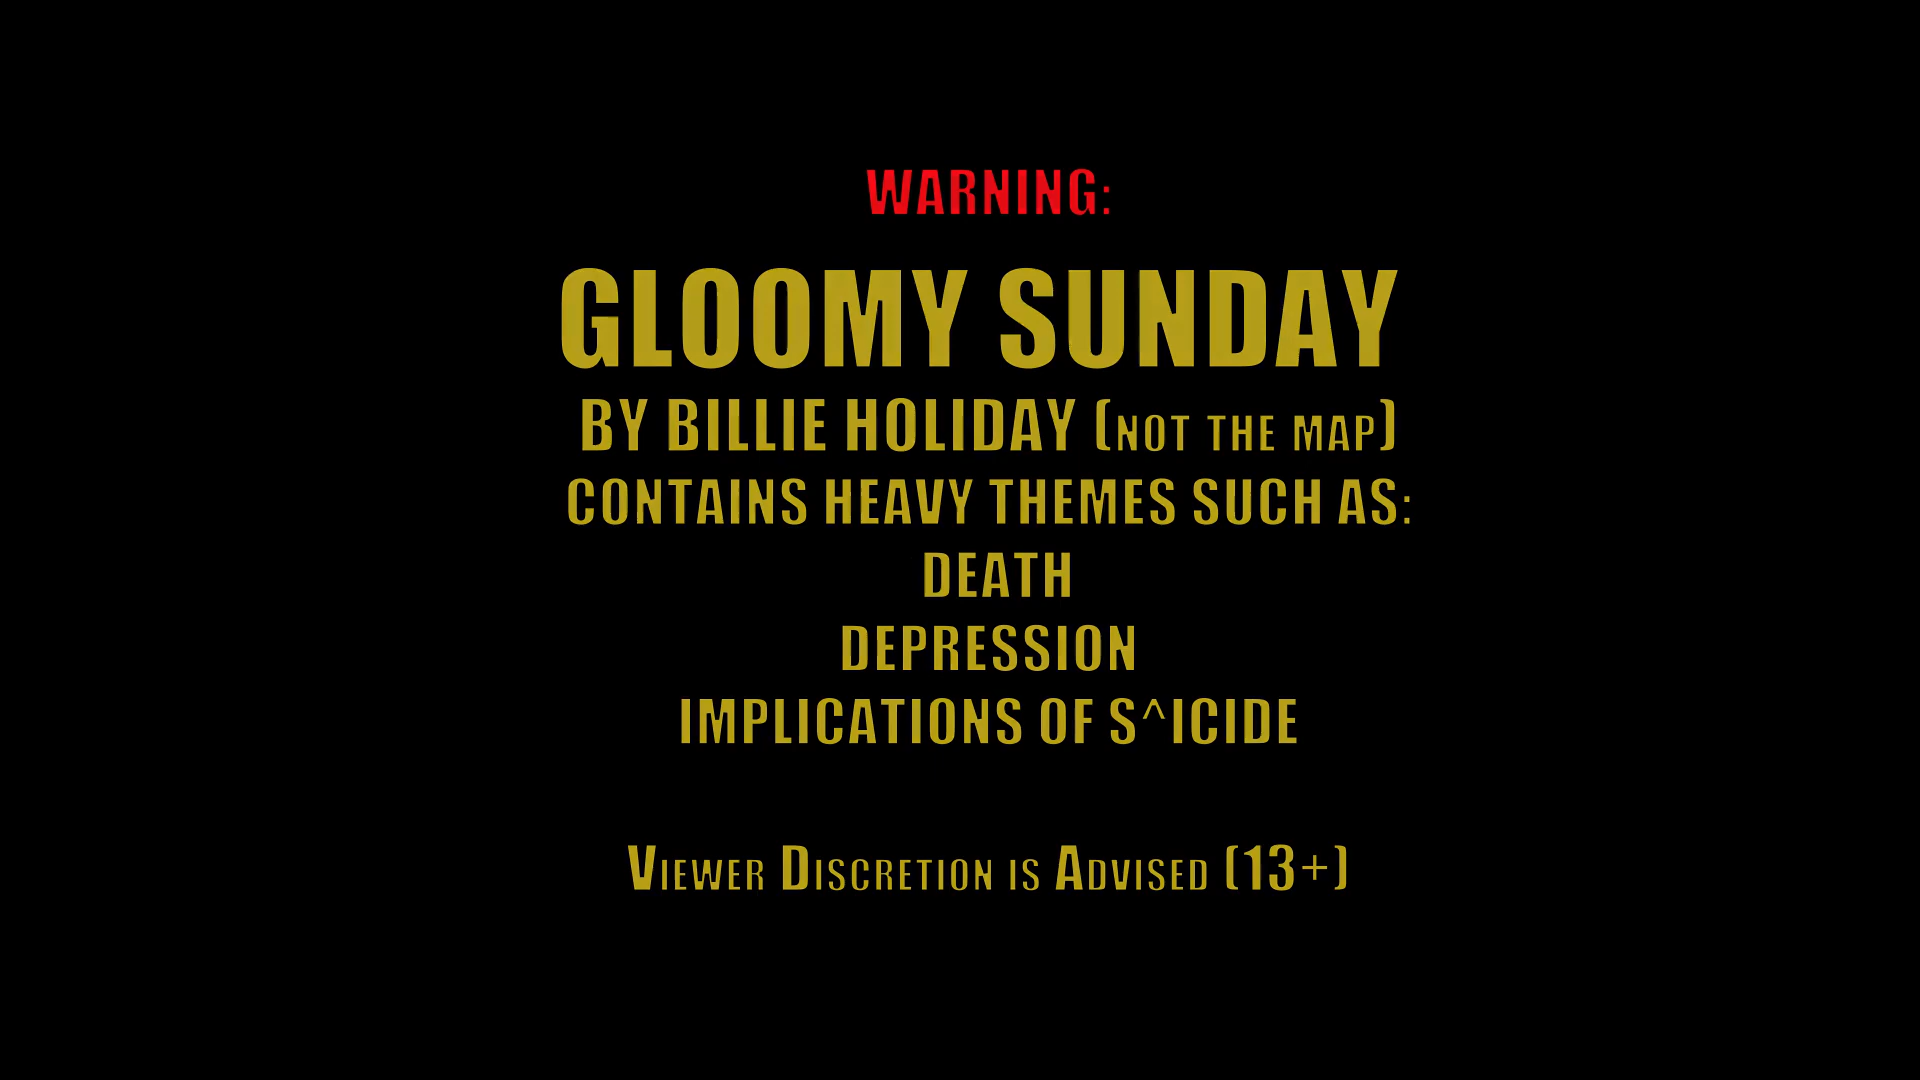 WARNING:
GLOOMY SUNDAY
BY BILLIE HOLIDAY (NOT THE MAP)
CONTAINS HEAVY THEMES SUCH AS:
DEATH
DEPRESSION
IMPLICATIONS OF S^ICIDE
Viewer Discretion is Advised (13+)